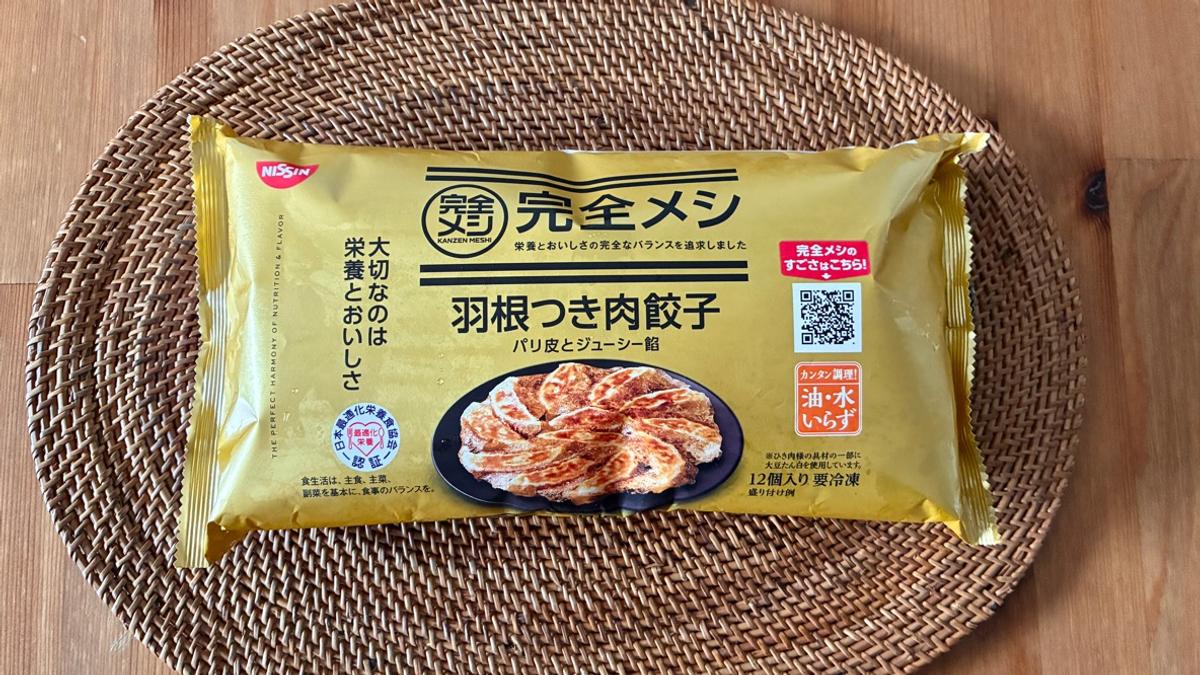 NISSIN
THE PERFECT HARMONY OF NUTRITION & FLAVOR
大切なのは
栄養とおいしさ
完全
メシ
KANZEN MESHI
完全メシ
栄養とおいしさの完全なバランスを追求しました
羽根つき肉餃子
パリ皮とジューシー餡
日本最適化栄養食協会
最適化
栄養
認証
食生活は、主食、主菜、
副菜を基本に、食事のバランスを。
完全メシの
すごさはこちら!
カンタン調理!
油・水
いらず
※ひき肉様の具材の一部に
大豆たん白を使用しています。
12個入り 要冷凍
盛り付け例